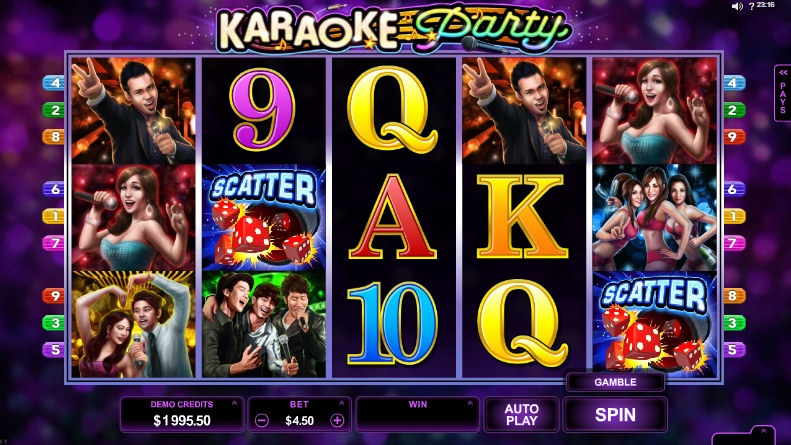 23:16
?
KARAOKE Party
4 9 Q 4
2 2
8 9
PAYS
SCATTER
6 6
1 A K 1
7 7
9 SCATTER 8
3 10 Q 3
5 5
GAMBLE
DEMO CREDITS BET WIN AUTO SPIN
$1995.50 $4.50 PLAY